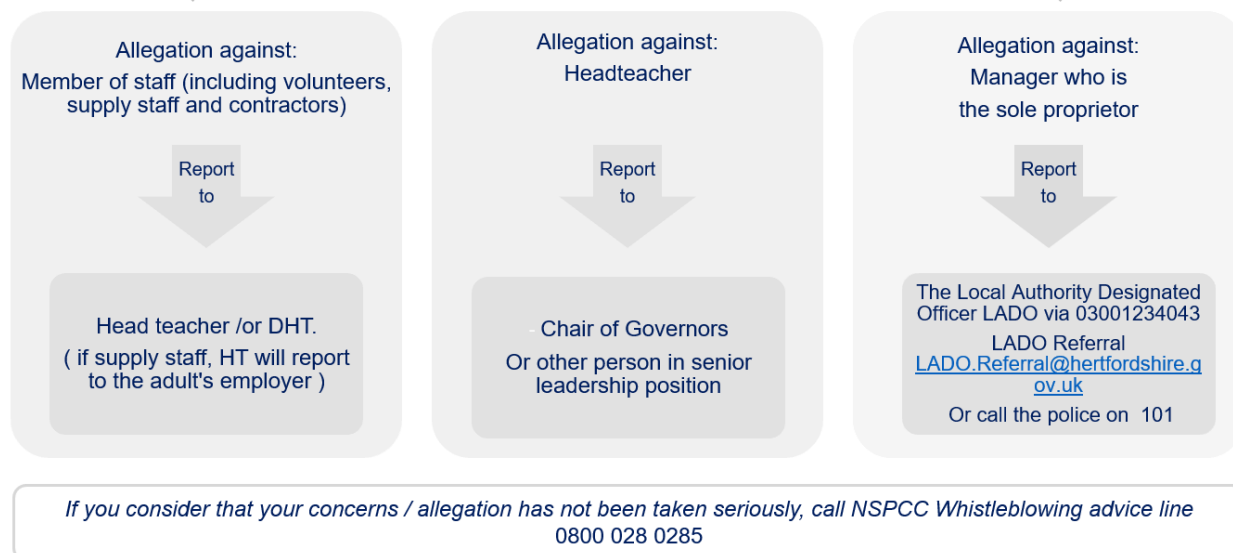 Allegation against:
Member of staff (including volunteers,
supply staff and contractors)
Report
to
Head teacher /or DHT.
( if supply staff, HT will report
to the adult's employer )
Allegation against:
Headteacher
Report
to
- Chair of Governors
Or other person in senior
leadership position
Allegation against:
Manager who is
the sole proprietor
Report
to
The Local Authority Designated
Officer LADO via 03001234043
LADO Referral
LADO.Referral@hertfordshire.g
ov.uk
Or call the police on 101
If you consider that your concerns / allegation has not been taken seriously, call NSPCC Whistleblowing advice line
0800 028 0285